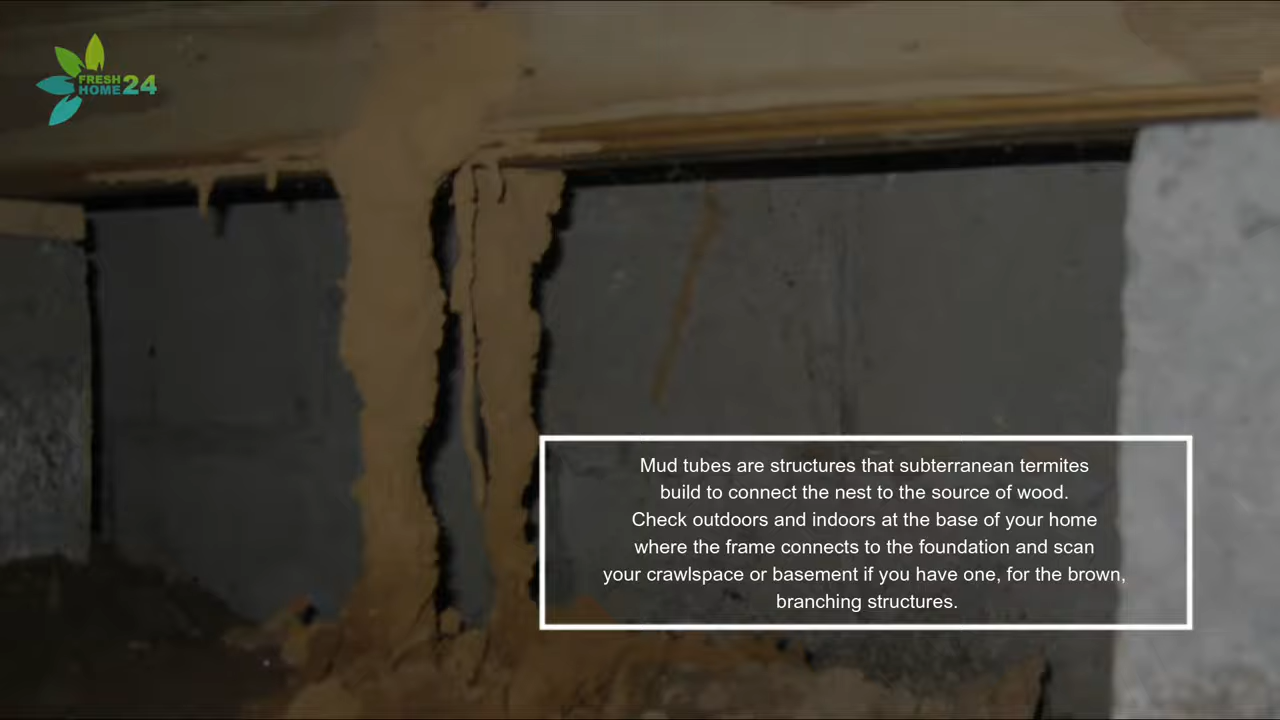 FRESH
HOME 24
Mud tubes are structures that subterranean termites
build to connect the nest to the source of wood.
Check outdoors and indoors at the base of your home
where the frame connects to the foundation and scan
your crawlspace or basement if you have one, for the brown,
branching structures.